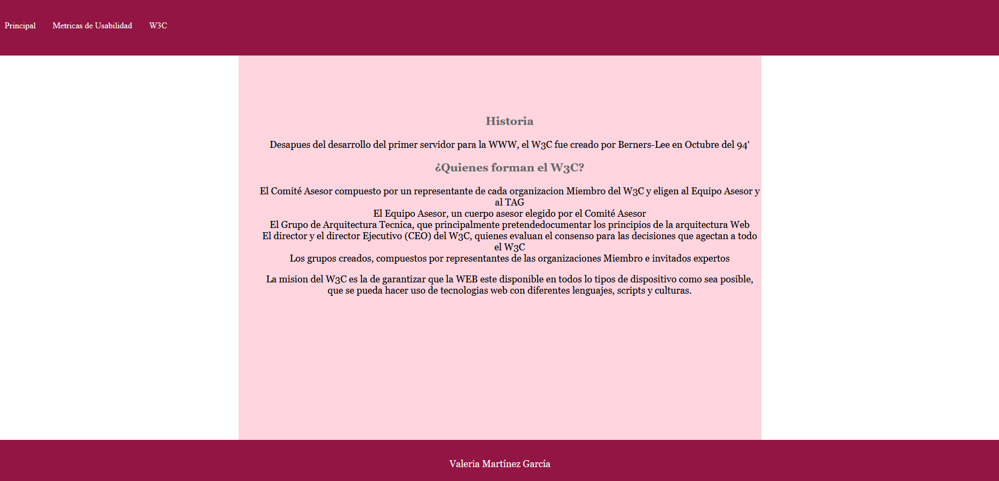 Principal Metricas de Usabilidad W3C
Historia
Desapues del desarrollo del primer servidor para la WWW, el W3C fue creado por Berners-Lee en Octubre del 94'
¿Quienes forman el W3C?
El Comité Asesor compuesto por un representante de cada organizacion Miembro del W3C y eligen al Equipo Asesor y
al TAG
El Equipo Asesor, un cuerpo asesor elegido por el Comité Asesor
El Grupo de Arquitectura Tecnica, que principalmente pretendedocumentar los principios de la arquitectura Web
El director y el director Ejecutivo (CEO) del W3C, quienes evaluan el consenso para las decisiones que agectan a todo
el W3C
Los grupos creados, compuestos por representantes de las organizaciones Miembro e invitados expertos
La mision del W3C es la de garantizar que la WEB este disponible en todos lo tipos de dispositivo como sea posible,
que se pueda hacer uso de tecnologias web con diferentes lenguajes, scripts y culturas.
Valeria Martínez García